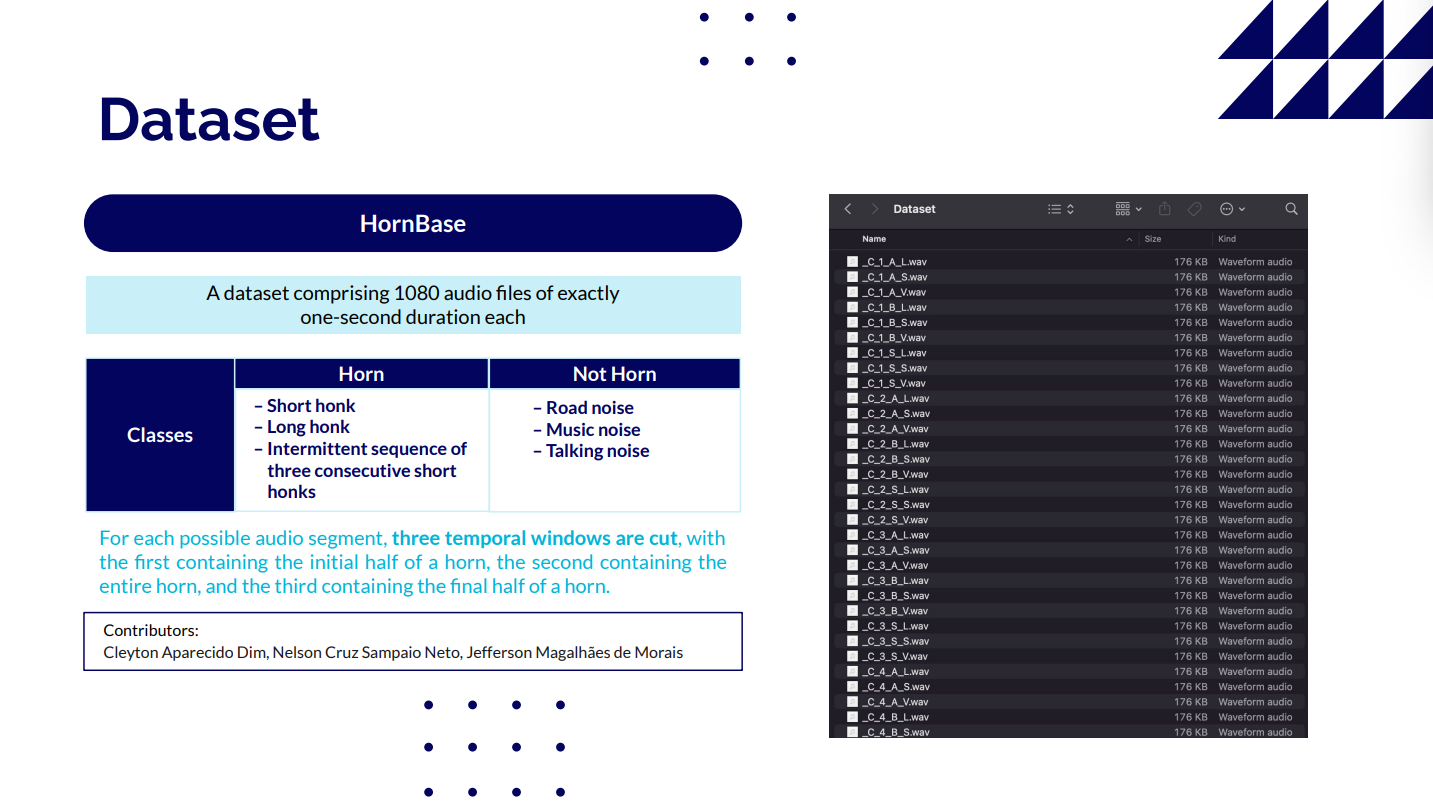 Dataset
HornBase
A dataset comprising 1080 audio files of exactly
one-second duration each
Classes
Horn
– Short honk
– Long honk
– Intermittent sequence of
three consecutive short
honks
Not Horn
– Road noise
– Music noise
– Talking noise
For each possible audio segment, three temporal windows are cut, with
the first containing the initial half of a horn, the second containing the
entire horn, and the third containing the final half of a horn.
Contributors:
Cleyton Aparecido Dim, Nelson Cruz Sampaio Neto, Jefferson Magalhães de Morais
Dataset
Name Size Kind
_C_1_A_L.wav 176 KB Waveform audio
_C_1_A_S.wav 176 KB Waveform audio
_C_1_A_V.wav 176 KB Waveform audio
_C_1_B_L.wav 176 KB Waveform audio
_C_1_B_S.wav 176 KB Waveform audio
_C_1_B_V.wav 176 KB Waveform audio
_C_1_S_L.wav 176 KB Waveform audio
_C_1_S_S.wav 176 KB Waveform audio
_C_1_S_V.wav 176 KB Waveform audio
_C_2_A_L.wav 176 KB Waveform audio
_C_2_A_S.wav 176 KB Waveform audio
_C_2_A_V.wav 176 KB Waveform audio
_C_2_B_L.wav 176 KB Waveform audio
_C_2_B_S.wav 176 KB Waveform audio
_C_2_B_V.wav 176 KB Waveform audio
_C_2_S_L.wav 176 KB Waveform audio
_C_2_S_S.wav 176 KB Waveform audio
_C_2_S_V.wav 176 KB Waveform audio
_C_3_A_L.wav 176 KB Waveform audio
_C_3_A_S.wav 176 KB Waveform audio
_C_3_A_V.wav 176 KB Waveform audio
_C_3_B_L.wav 176 KB Waveform audio
_C_3_B_S.wav 176 KB Waveform audio
_C_3_B_V.wav 176 KB Waveform audio
_C_3_S_L.wav 176 KB Waveform audio
_C_3_S_S.wav 176 KB Waveform audio
_C_3_S_V.wav 176 KB Waveform audio
_C_4_A_L.wav 176 KB Waveform audio
_C_4_A_S.wav 176 KB Waveform audio
_C_4_A_V.wav 176 KB Waveform audio
_C_4_B_L.wav 176 KB Waveform audio
_C_4_B_S.wav 176 KB Waveform audio